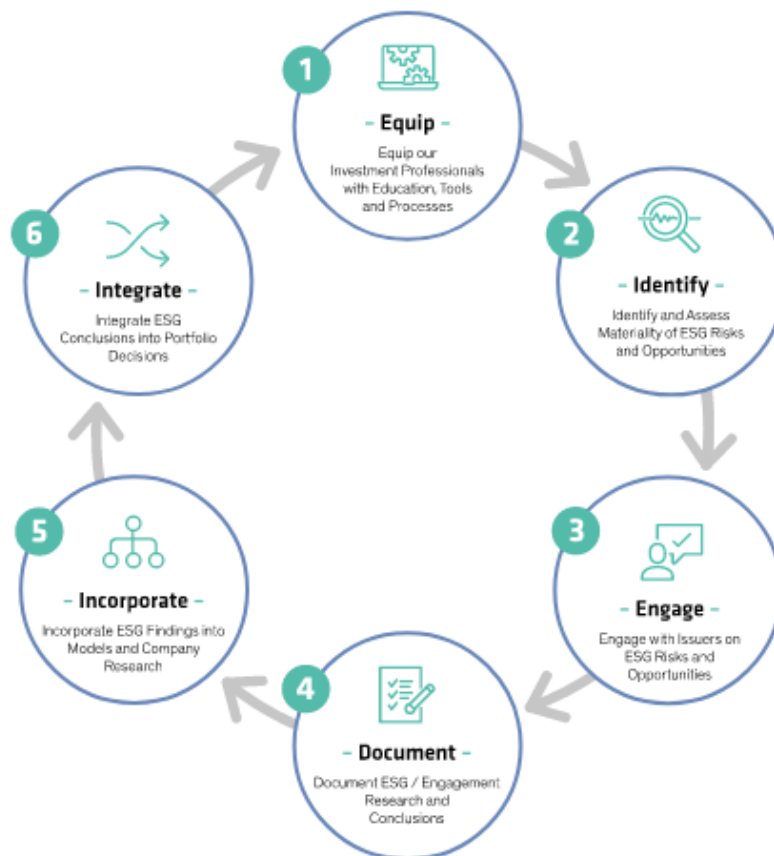 1
- Equip -
Equip our
Investment Professionals
with Education, Tools
and Processes
2
- Identify -
Identify and Assess
Materiality of ESG Risks
and Opportunities
3
- Engage -
Engage with Issuers on
ESG Risks and
Opportunities
4
- Document -
Document ESG / Engagement
Research and
Conclusions
5
- Incorporate -
Incorporate ESG Findings into
Models and Company
Research
6
- Integrate -
Integrate ESG
Conclusions into Portfolio
Decisions